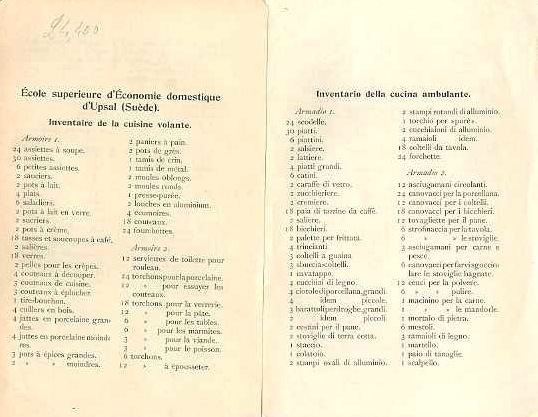 24,400
École superieure d'Économie domestique
d'Upsal (Suède).
Inventaire de la cuisine volante.
Armoire 1.
24 assiettes à soupe.
30 assiettes.
6 petites assiettes.
2 sauciers.
2 pots à lait.
4 plats.
6 saladiers.
2 pots à lait en verre.
2 sucriers.
2 pots à crème.
18 tasses et soucoupes à café.
2 salières.
18 verres.
2 pelles pour les crêpes.
4 couteaux à découper.
3 couteaux de cuisine.
3 couteaux à éplucher.
1 tire-bouchon.
4 cuillers en bois.
4 jattes en porcelaine gran-
des.
4 jattes en porcelaine moind-
res.
3 pots à épices grandes.
2 » » moindres.
2 paniers à pain.
2 pots de grès.
1 tamis de crin.
1 tamis de métal.
2 moules oblongs.
2 moules ronds.
1 presse-purée.
2 louches en aluminium.
4 écumoires.
18 couteaux.
24 fourchettes.
Armoire 2.
12 serviettes de toilette pour
rouleau.
24 torchons pour la porcelaine.
12 » pour essuyer les
couteaux.
18 torchons pour la verrerie.
12 » pour la pâte.
6 » pour les tables.
6 » pour les marmites.
3 » pour la viande.
3 » pour le poisson.
6 torchons.
12 » à épousseter.
Inventario della cucina ambulante.
Armadio 1.
24 scodelle.
30 piatti.
6 piattini.
2 salsiere.
2 lattiere.
4 piatti grandi.
6 catini.
2 caraffe di vetro.
2 zuccheriere.
2 cremiere.
18 paia di tazzine da caffè.
2 saliere.
18 bicchieri.
2 palette per frittata.
4 trincianti
3 coltelli a guaina
3 sbucciacoltelli.
1 cavatappo.
4 cucchiai di legno.
4 ciotole di porcellana, grandi.
4 idem piccole.
3 barattoli per droghe, grandi.
2 idem piccoli.
2 cestini per il pane.
2 stoviglie di terra cotta.
1 staccio.
1 colatoio.
2 stampi ovali di alluminio.
2 stampi rotondi di alluminio.
1 torchio per «purè».
2 cucchiaioni di alluminio.
4 ramaioli idem.
18 coltelli da tavola.
24 forchette.
Armadio 2.
12 asciugamani circolanti.
24 canovacci per la porcellana.
12 canovacci per i coltelli.
18 canovacci per i bicchieri.
12 tovagliette per il pane.
6 strofinaccia per la tavola.
6 » » le stoviglie.
3 asciugamani per carne e
pesce.
6 canovacci per farvi sgoccio-
lare le stoviglie bagnate.
12 cenci per la polvere.
6 » » pulire.
1 macinino per la carne.
1 » » le mandorle.
1 mortaio di pietra.
6 mestoli.
3 ramaioli di legno.
1 martello.
1 paio di tanaglie.
1 scalpello.